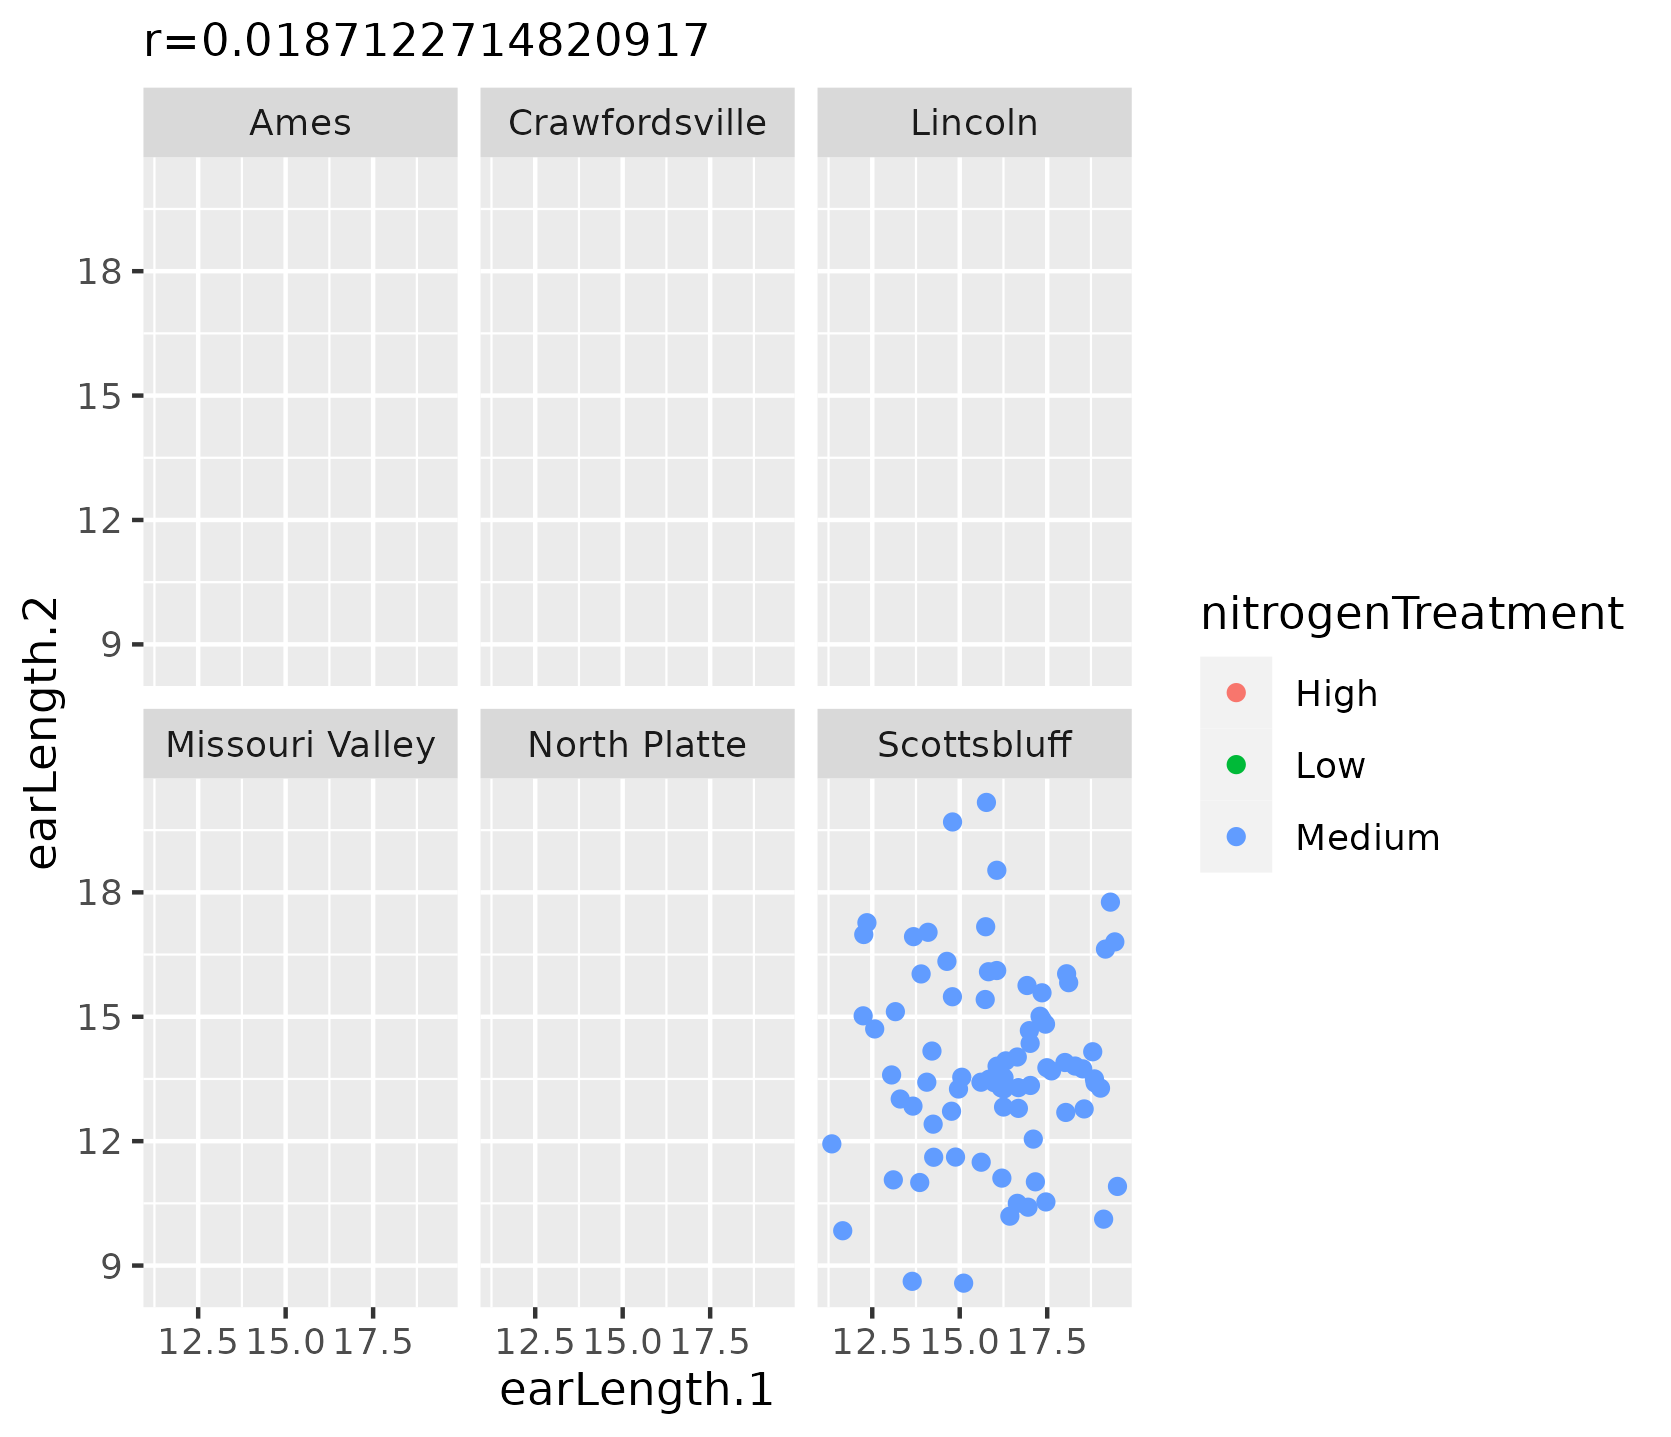 r=0.0187122714820917
Ames Crawfordsville Lincoln
18
15
12
9
Missouri Valley North Platte Scottsbluff
18
15
12
9
12.5 15.0 17.5 12.5 15.0 17.5 12.5 15.0 17.5
earLength.1
earLength.2
nitrogenTreatment
High
Low
Medium